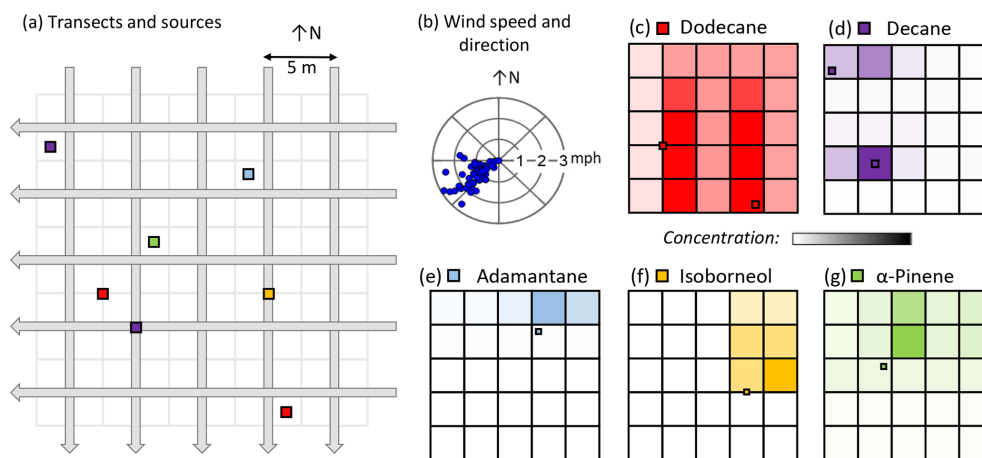 (a) Transects and sources
↑N
5 m
(b) Wind speed and
direction
↑N
1 2 3 mph
(c) Dodecane
(d) Decane
Concentration:
(e) Adamantane
(f) Isoborneol
(g) α-Pinene